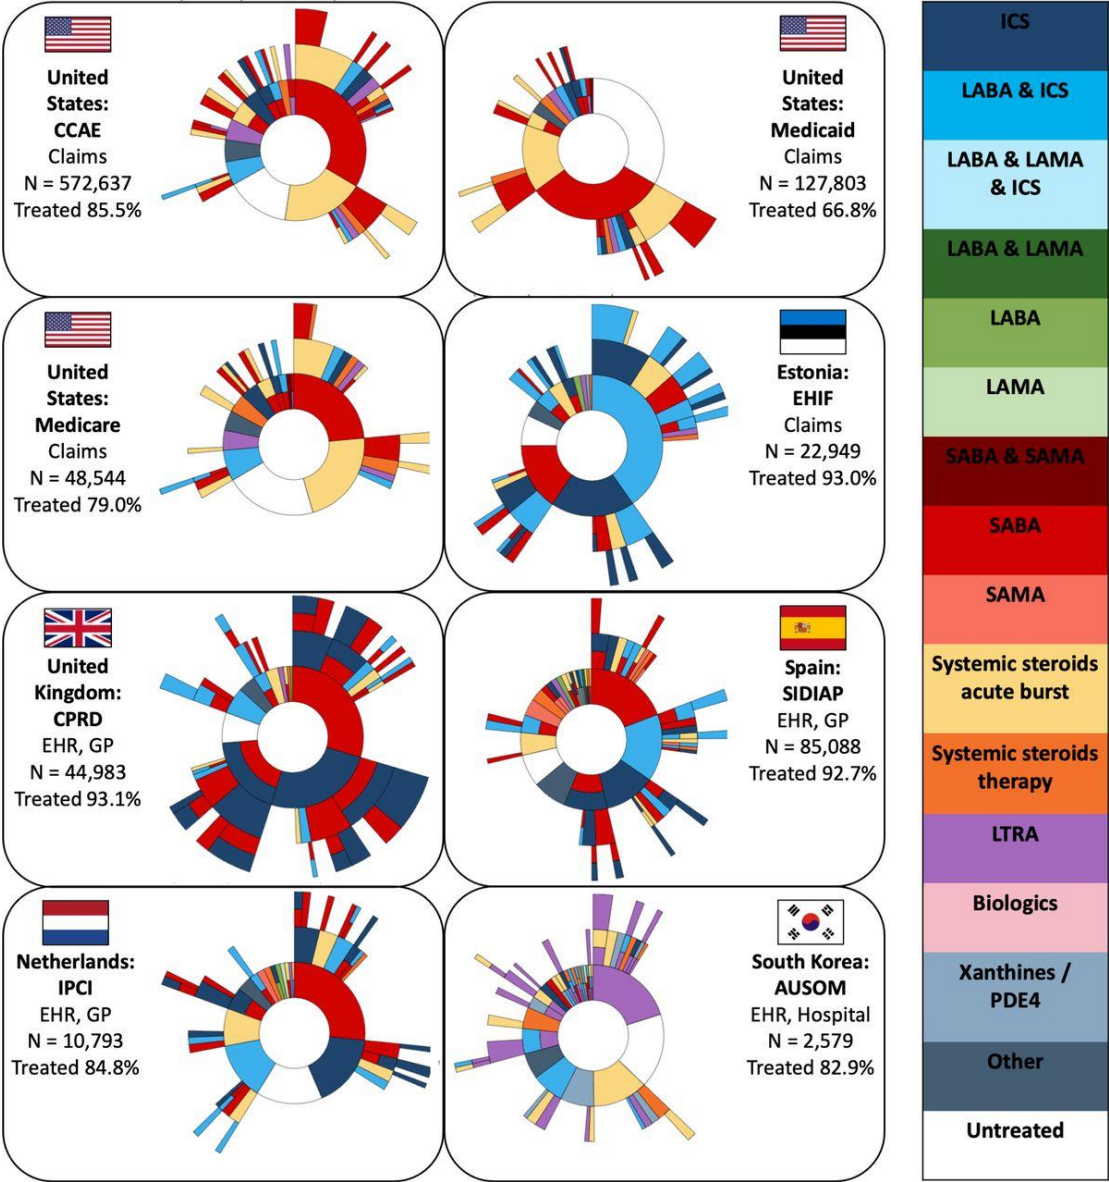 United
States:
CCAE
Claims
N = 572,637
Treated 85.5%
United
States:
Medicaid
Claims
N = 127,803
Treated 66.8%
United
States:
Medicare
Claims
N = 48,544
Treated 79.0%
Estonia:
EHIF
Claims
N = 22,949
Treated 93.0%
United
Kingdom:
CPRD
EHR, GP
N = 44,983
Treated 93.1%
Spain:
SIDIAP
EHR, GP
N = 85,088
Treated 92.7%
Netherlands:
IPCI
EHR, GP
N = 10,793
Treated 84.8%
South Korea:
AUSOM
EHR, Hospital
N = 2,579
Treated 82.9%
ICS
LABA & ICS
LABA & LAMA
& ICS
LABA & LAMA
LABA
LAMA
SABA & SAMA
SABA
SAMA
Systemic steroids
acute burst
Systemic steroids
therapy
LTRA
Biologics
Xanthines /
PDE4
Other
Untreated